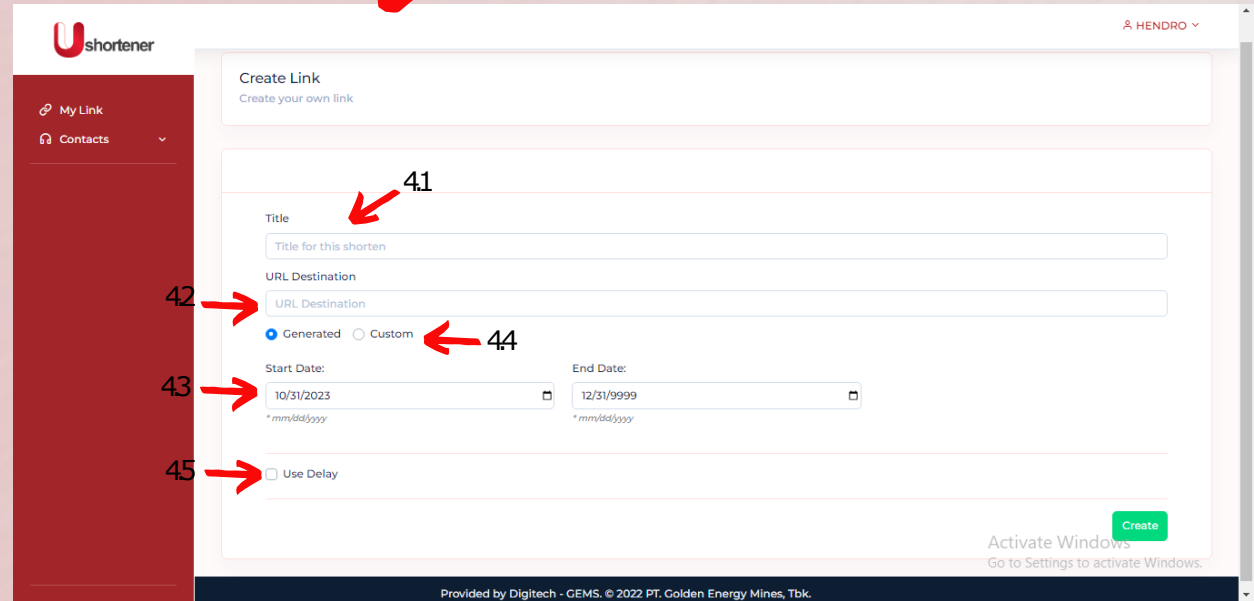 Ushortener
HENDRO
My Link
Contacts
Create Link
Create your own link
4.1
Title
Title for this shorten
URL Destination
4.2
URL Destination
Generated Custom
4.4
Start Date: End Date:
4.3
10/31/2023 12/31/9999
* mm/dd/yyyy * mm/dd/yyyy
4.5
Use Delay
Create
Activate Windows
Go to Settings to activate Windows.
Provided by Digitech - GEMS. © 2022 PT. Golden Energy Mines, Tbk.